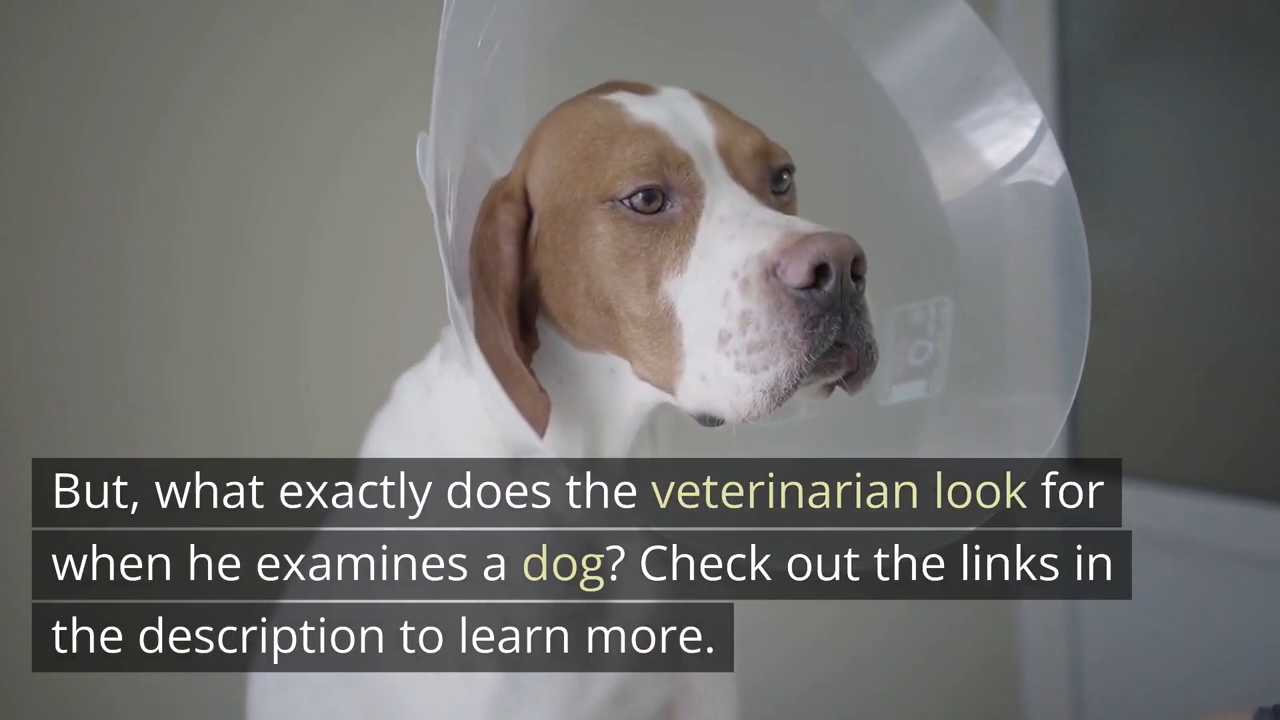 But, what exactly does the veterinarian look for
when he examines a dog? Check out the links in
the description to learn more.